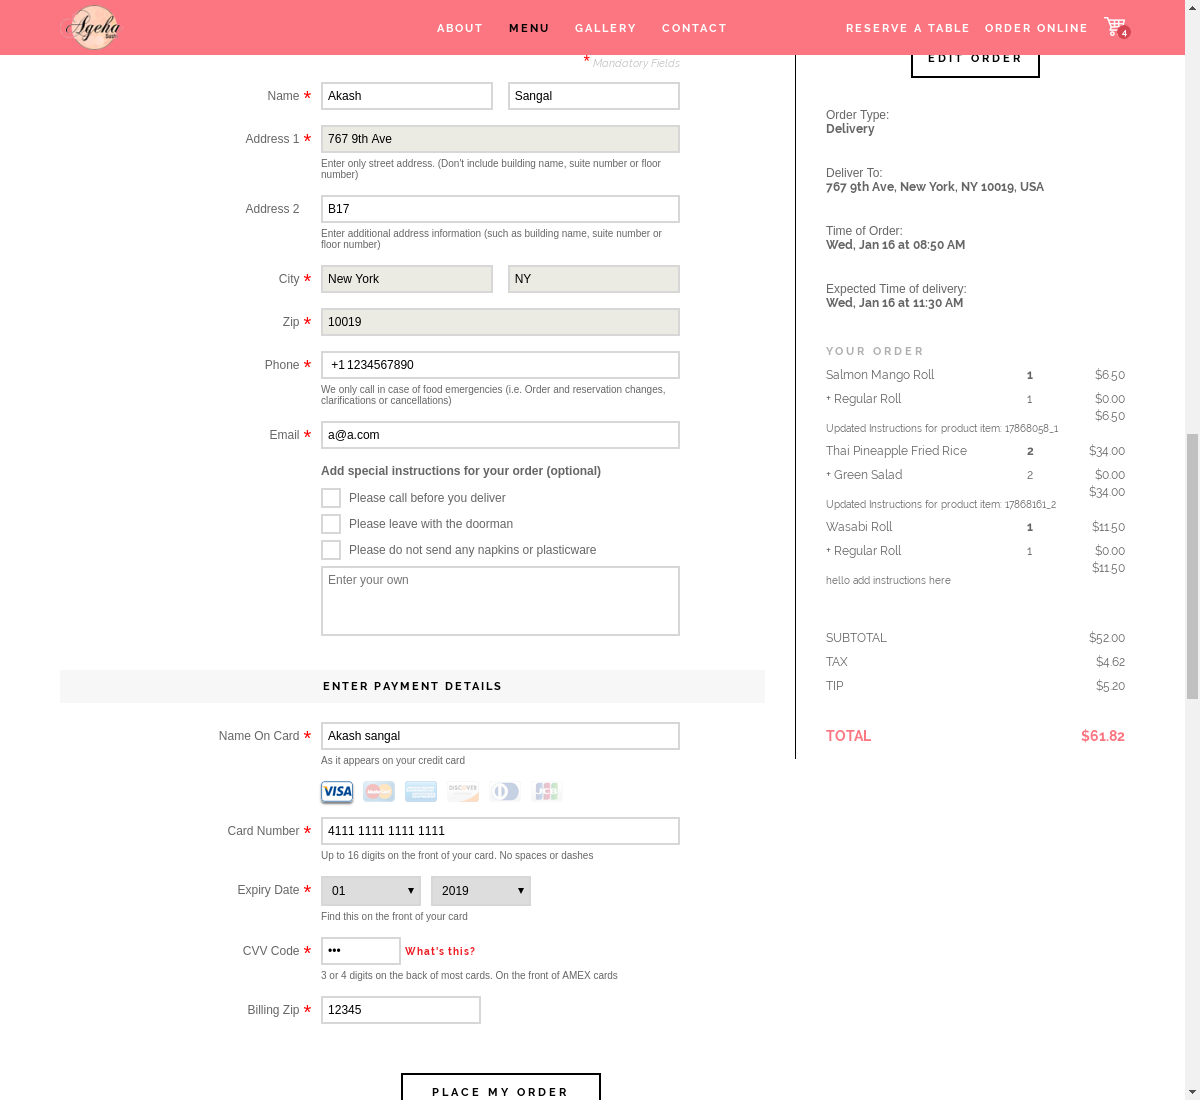 Ageha
Sushi
ABOUT MENU GALLERY CONTACT RESERVE A TABLE ORDER ONLINE 4
* Mandatory Fields
Name * Akash Sangal
Address 1 * 767 9th Ave
Enter only street address. (Don't include building name, suite number or floor
number)
Address 2 B17
Enter additional address information (such as building name, suite number or
floor number)
City * New York NY
Zip * 10019
Phone * +1 1234567890
We only call in case of food emergencies (i.e. Order and reservation changes,
clarifications or cancellations)
Email * a@a.com
Add special instructions for your order (optional)
Please call before you deliver
Please leave with the doorman
Please do not send any napkins or plasticware
Enter your own
ENTER PAYMENT DETAILS
Name On Card * Akash sangal
As it appears on your credit card
VISA MasterCard DISCOVER JCB
Card Number * 4111 1111 1111 1111
Up to 16 digits on the front of your card. No spaces or dashes
Expiry Date * 01 2019
Find this on the front of your card
CVV Code * ••• What's this?
3 or 4 digits on the back of most cards. On the front of AMEX cards
Billing Zip * 12345
PLACE MY ORDER
EDIT ORDER
Order Type:
Delivery
Deliver To:
767 9th Ave, New York, NY 10019, USA
Time of Order:
Wed, Jan 16 at 08:50 AM
Expected Time of delivery:
Wed, Jan 16 at 11:30 AM
YOUR ORDER
Salmon Mango Roll 1 $6.50
+ Regular Roll 1 $0.00
$6.50
Updated Instructions for product item: 17868058_1
Thai Pineapple Fried Rice 2 $34.00
+ Green Salad 2 $0.00
$34.00
Updated Instructions for product item: 17868161_2
Wasabi Roll 1 $11.50
+ Regular Roll 1 $0.00
$11.50
hello add instructions here
SUBTOTAL $52.00
TAX $4.62
TIP $5.20
TOTAL $61.82